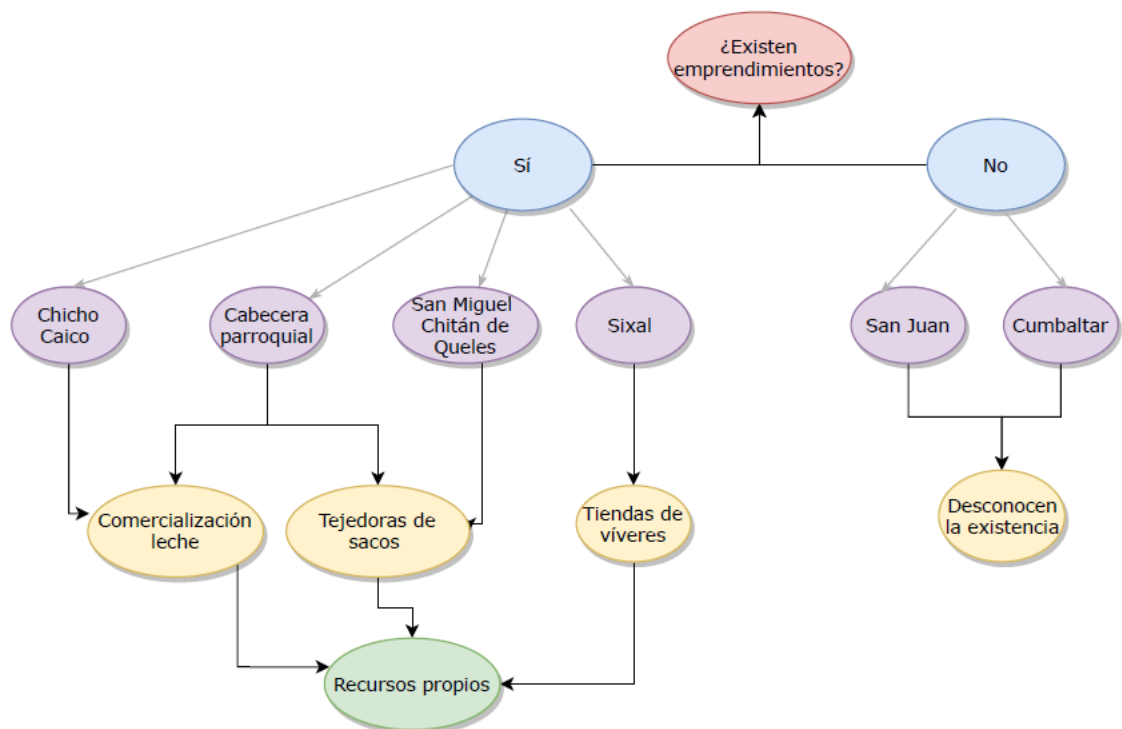 ¿Existen
emprendimientos?
Sí
No
Chicho
Caico
Cabecera
parroquial
San Miguel
Chitán de
Queles
Sixal
San Juan
Cumbaltar
Comercialización
leche
Tejedoras de
sacos
Tiendas de
víveres
Desconocen
la existencia
Recursos propios